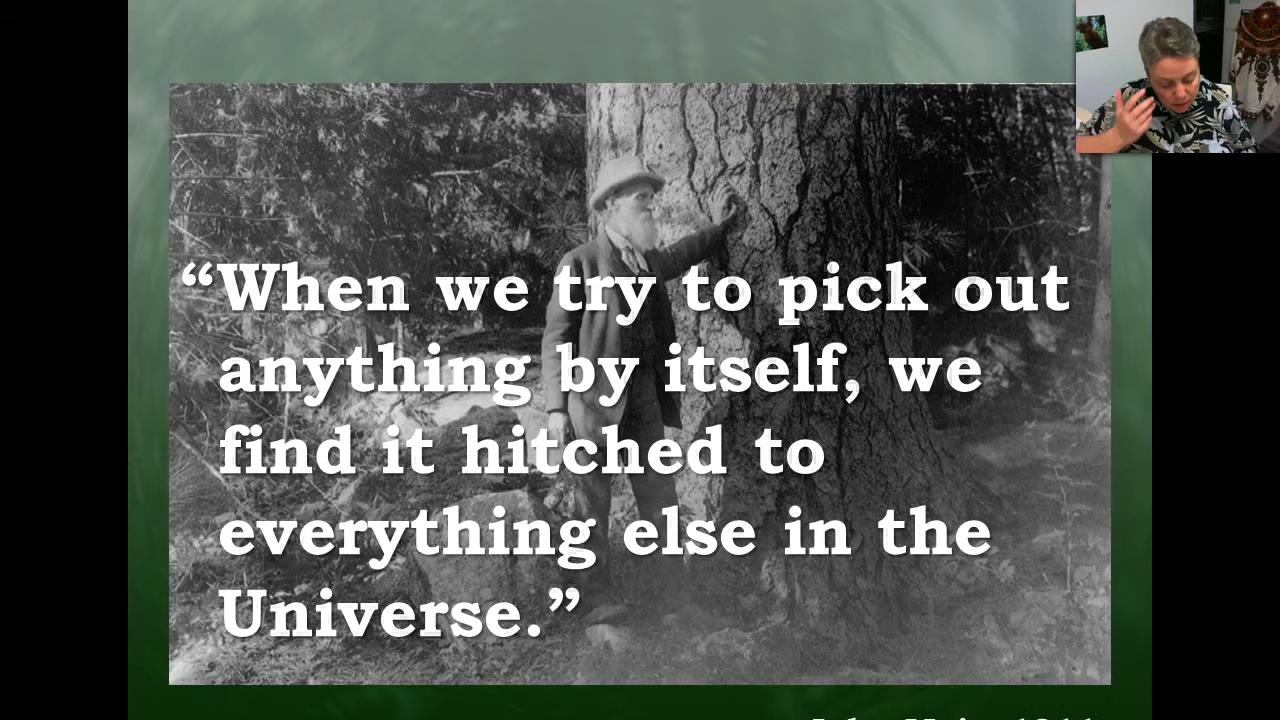 “When we try to pick out
anything by itself, we
find it hitched to
everything else in the
Universe.”